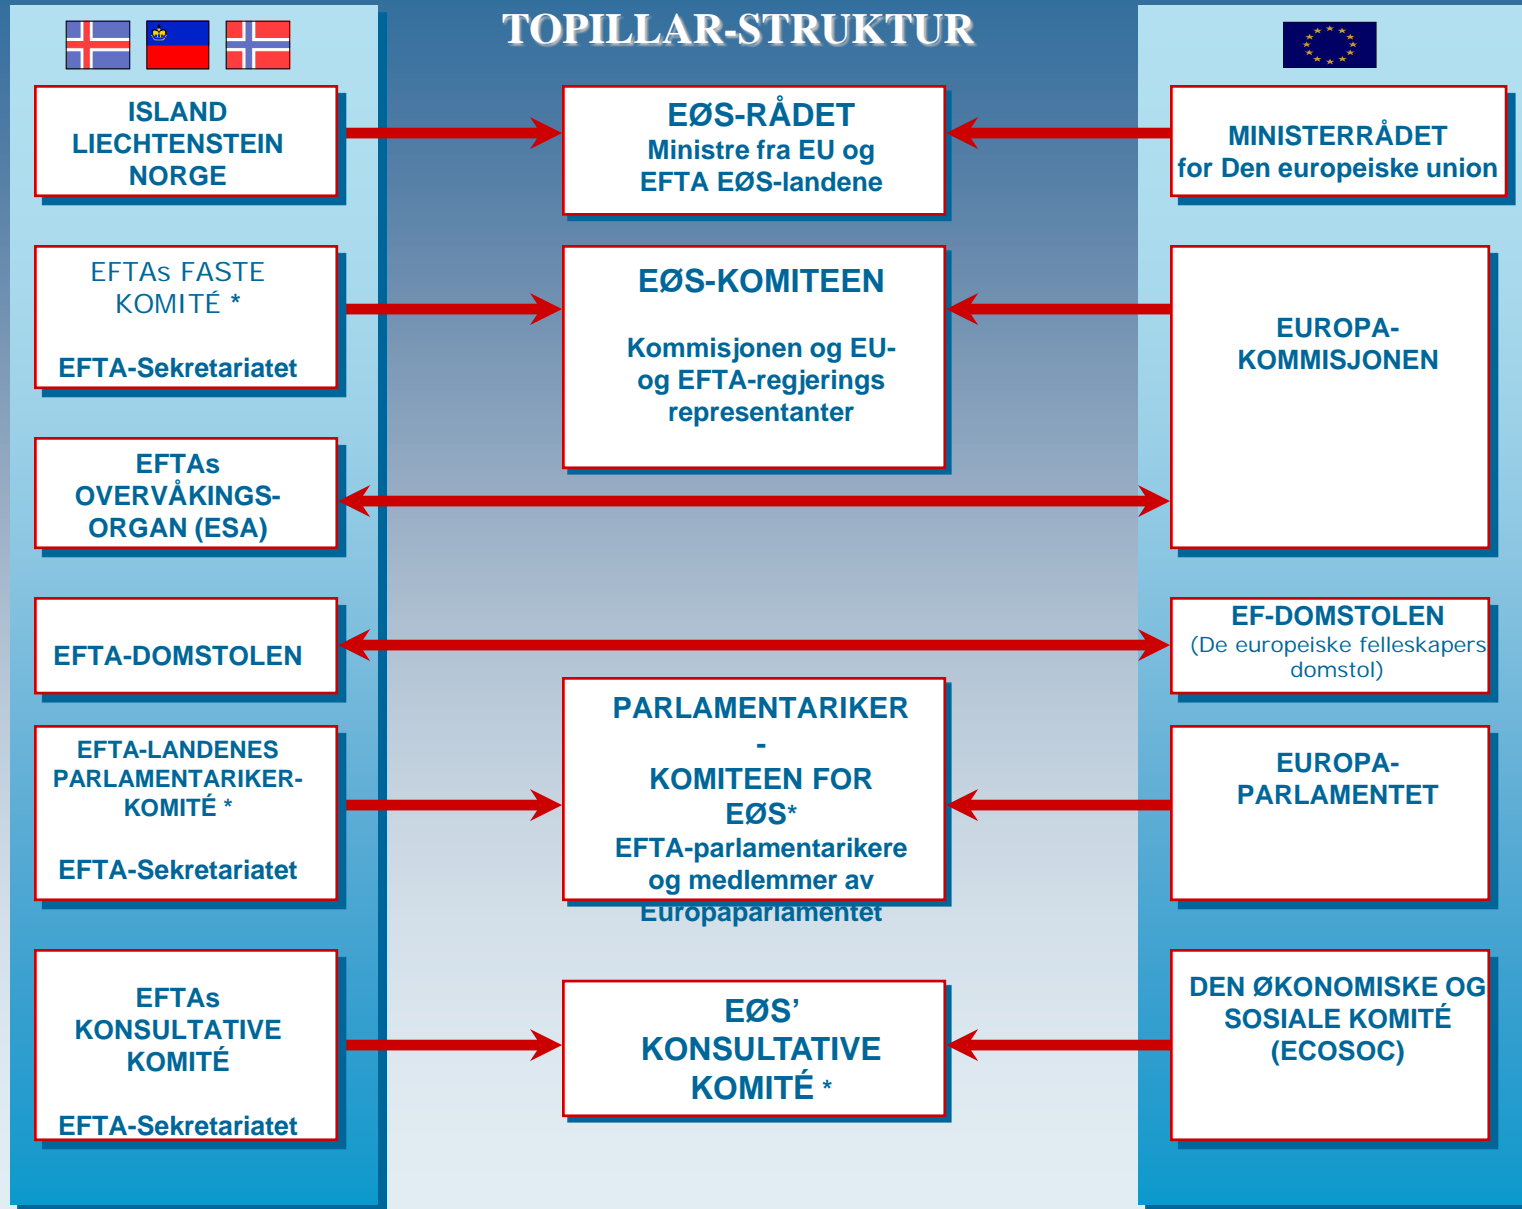 TOPILLAR-STRUKTUR
ISLAND
LIECHTENSTEIN
NORGE
EØS-RÅDET
Ministre fra EU og
EFTA EØS-landene
MINISTERRÅDET
for Den europeiske union
EFTAs FASTE
KOMITÉ *
EFTA-Sekretariatet
EØS-KOMITEEN
Kommisjonen og EU-
og EFTA-regjerings
representanter
EUROPA-
KOMMISJONEN
EFTAs
OVERVÅKINGS-
ORGAN (ESA)
EFTA-DOMSTOLEN
EF-DOMSTOLEN
(De europeiske felleskapers
domstol)
EFTA-LANDENES
PARLAMENTARIKER-
KOMITÉ *
EFTA-Sekretariatet
PARLAMENTARIKER
-
KOMITEEN FOR
EØS*
EFTA-parlamentarikere
og medlemmer av
Europaparlamentet
EUROPA-
PARLAMENTET
EFTAs
KONSULTATIVE
KOMITÉ
EFTA-Sekretariatet
EØS’
KONSULTATIVE
KOMITÉ *
DEN ØKONOMISKE OG
SOSIALE KOMITÉ
(ECOSOC)